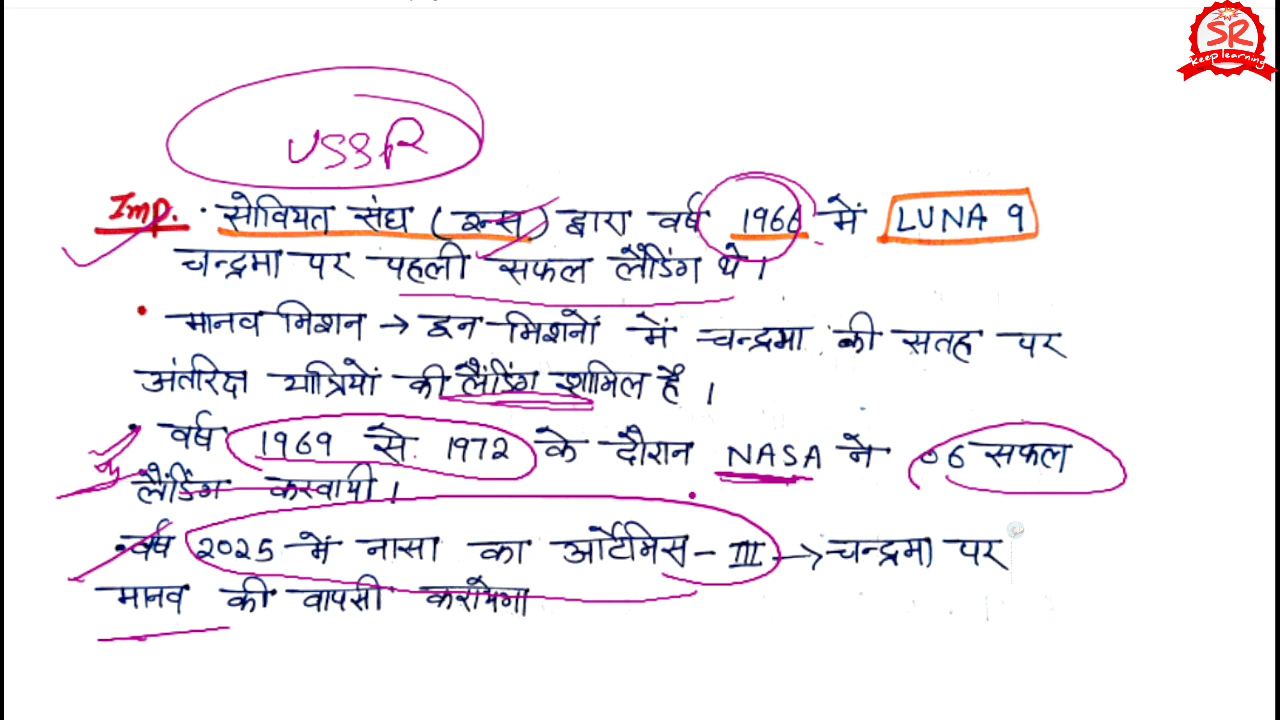 SR
keep learning
USSR
Imp. · सोवियत संघ (रूस) द्वारा वर्ष 1966 में LUNA 9
चन्द्रमा पर पहली सफल लैंडिंग थे।
• मानव मिशन → इन मिशनों में चन्द्रमा की सतह पर
अंतरिक्ष यात्रियों की लैंडिंग शामिल है ।
• वर्ष 1969 से 1972 के दौरान NASA ने 06 सफल
लैंडिंग करवायी ।
• वर्ष 2025 में नासा का आर्टेमिस - III → चन्द्रमा पर
मानव की वापसी करायेगा